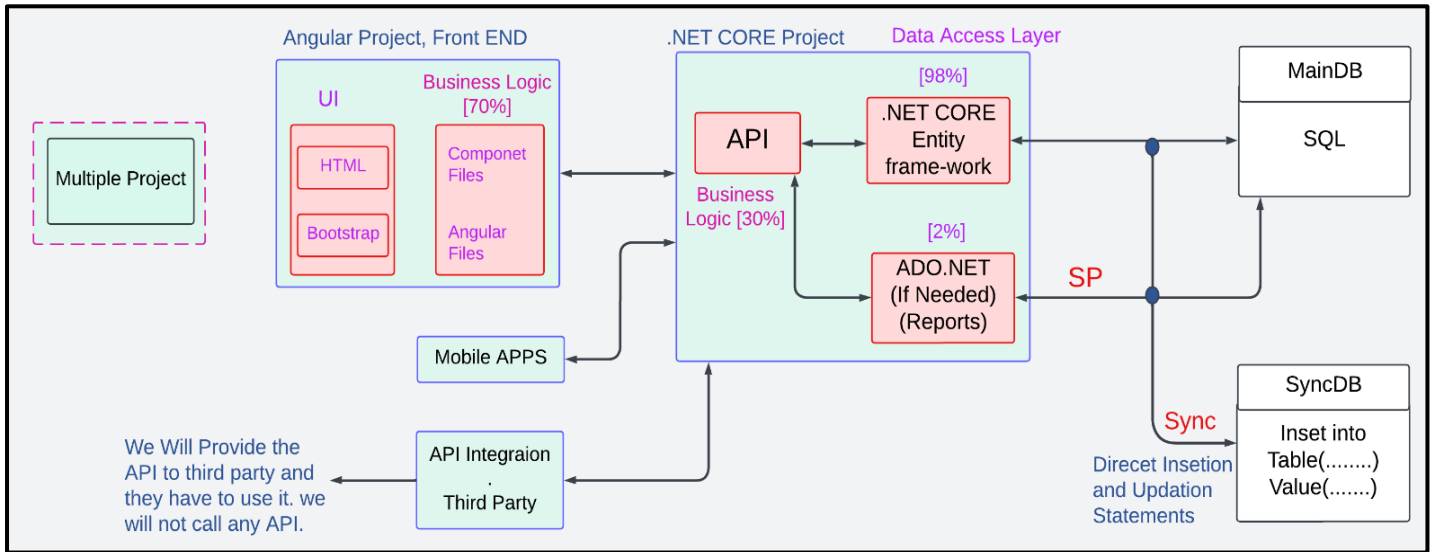 Angular Project, Front END
.NET CORE Project
Data Access Layer
Multiple Project
UI
HTML
Bootstrap
Business Logic
[70%]
Componet
Files
Angular
Files
API
Business
Logic [30%]
[98%]
.NET CORE
Entity
frame-work
[2%]
ADO.NET
(If Needed)
(Reports)
SP
MainDB
SQL
Mobile APPS
API Integraion
.
Third Party
We Will Provide the
API to third party and
they have to use it. we
will not call any API.
Sync
Direcet Insetion
and Updation
Statements
SyncDB
Inset into
Table(........)
Value(.......)